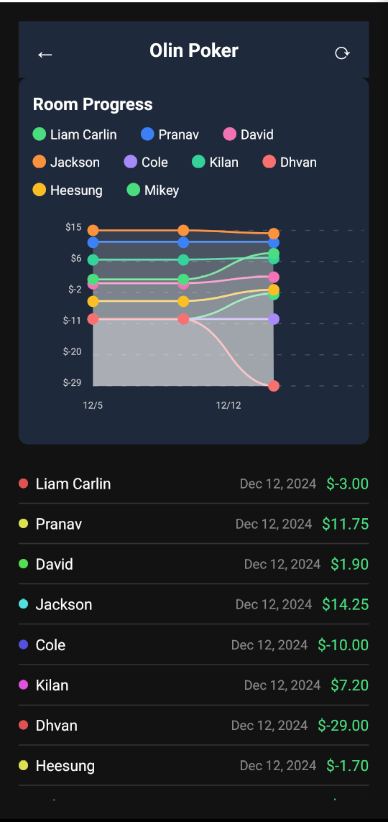 ← Olin Poker ⟳
Room Progress
Liam Carlin Pranav David
Jackson Cole Kilan Dhvan
Heesung Mikey
$15
$6
$-2
$-11
$-20
$-29
12/5 12/12
Liam Carlin Dec 12, 2024 $-3.00
Pranav Dec 12, 2024 $11.75
David Dec 12, 2024 $1.90
Jackson Dec 12, 2024 $14.25
Cole Dec 12, 2024 $-10.00
Kilan Dec 12, 2024 $7.20
Dhvan Dec 12, 2024 $-29.00
Heesung Dec 12, 2024 $-1.70